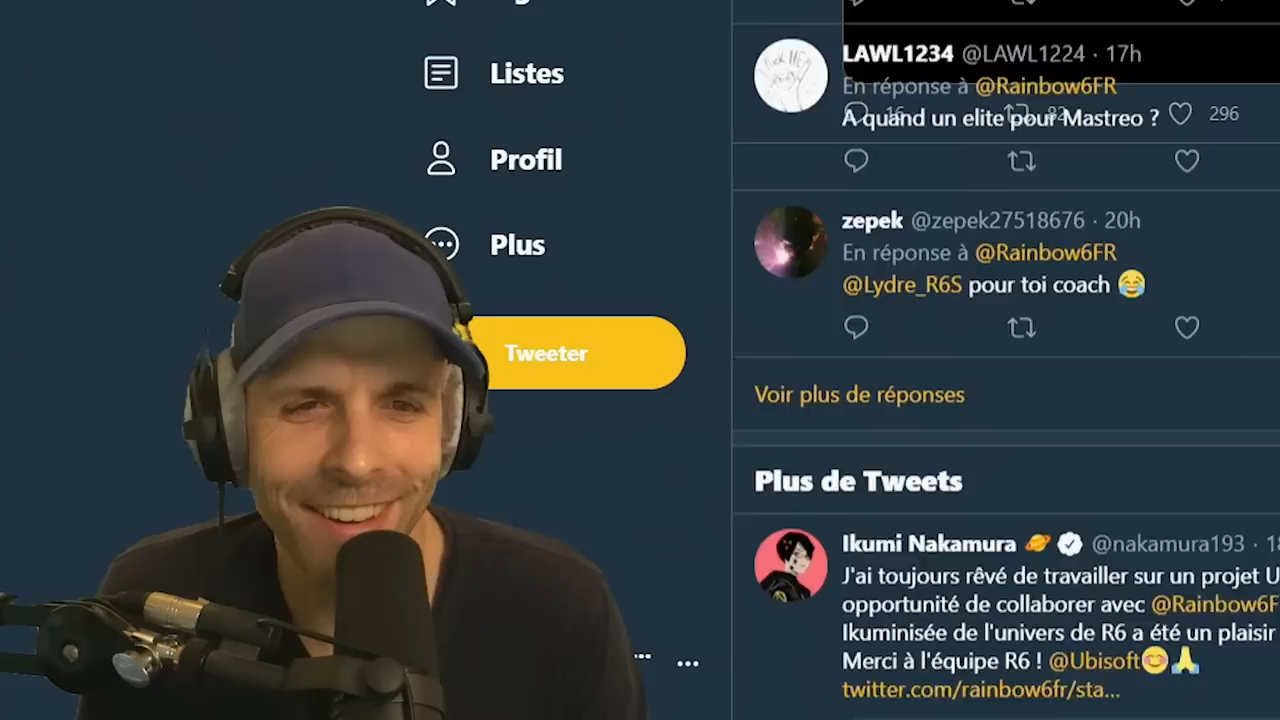 Listes
Profil
Plus
Tweeter
LAWL1234 @LAWL1224 · 17h
En réponse à @Rainbow6FR
A quand un elite pour Mastreo ?
16 82 296
zepek @zepek27518676 · 20h
En réponse à @Rainbow6FR
@Lydre_R6S pour toi coach 😂
Voir plus de réponses
Plus de Tweets
Ikumi Nakamura 🪐 @nakamura193 ·
J'ai toujours rêvé de travailler sur un projet
opportunité de collaborer avec @Rainbow6F
Ikuminisée de l'univers de R6 a été un plaisir
Merci à l'équipe R6 ! @Ubisoft😊🙏
twitter.com/rainbow6fr/sta...